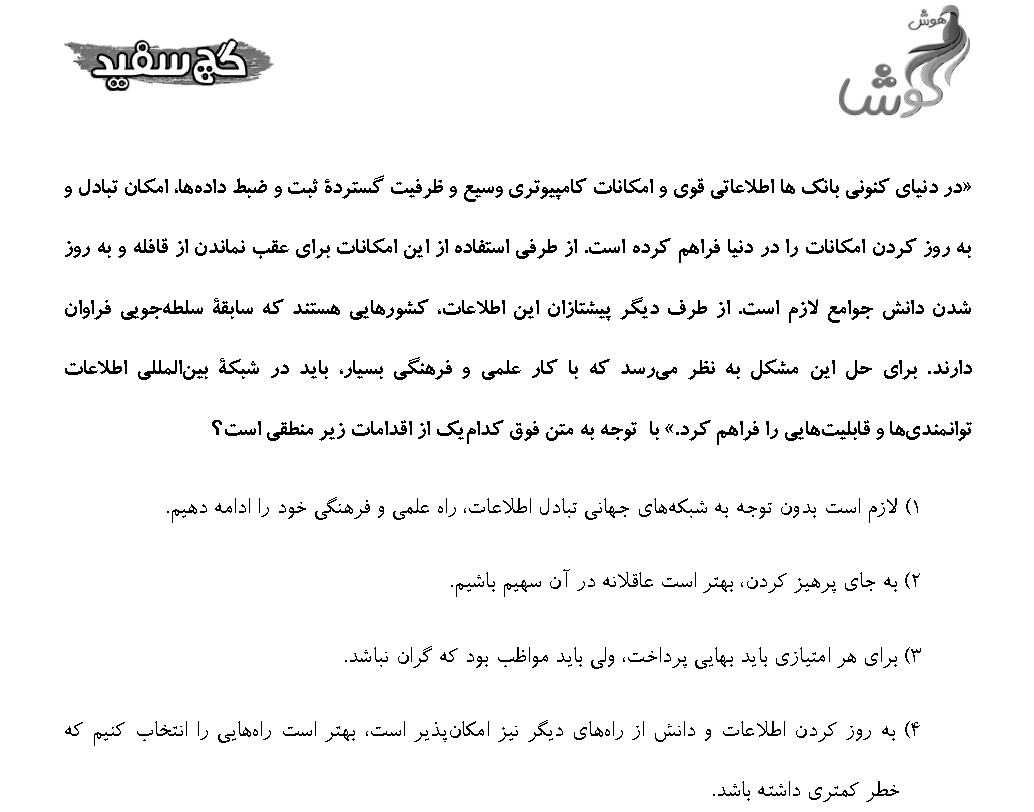 هوش
گوشا
گچ سفید
«در دنیای کنونی بانک ها اطلاعاتی قوی و امکانات کامپیوتری وسیع و ظرفیت گستردهٔ ثبت و ضبط داده‌ها، امکان تبادل و
به روز کردن امکانات را در دنیا فراهم کرده است. از طرفی استفاده از این امکانات برای عقب نماندن از قافله و به روز
شدن دانش جوامع لازم است. از طرف دیگر پیشتازان این اطلاعات، کشورهایی هستند که سابقهٔ سلطه‌جویی فراوان
دارند. برای حل این مشکل به نظر می‌رسد که با کار علمی و فرهنگی بسیار، باید در شبکهٔ بین‌المللی اطلاعات
توانمندی‌ها و قابلیت‌هایی را فراهم کرد.» با توجه به متن فوق کدام‌یک از اقدامات زیر منطقی است؟
۱) لازم است بدون توجه به شبکه‌های جهانی تبادل اطلاعات، راه علمی و فرهنگی خود را ادامه دهیم.
۲) به جای پرهیز کردن، بهتر است عاقلانه در آن سهیم باشیم.
۳) برای هر امتیازی باید بهایی پرداخت، ولی باید مواظب بود که گران نباشد.
۴) به روز کردن اطلاعات و دانش از راه‌های دیگر نیز امکان‌پذیر است، بهتر است راه‌هایی را انتخاب کنیم که
خطر کمتری داشته باشد.